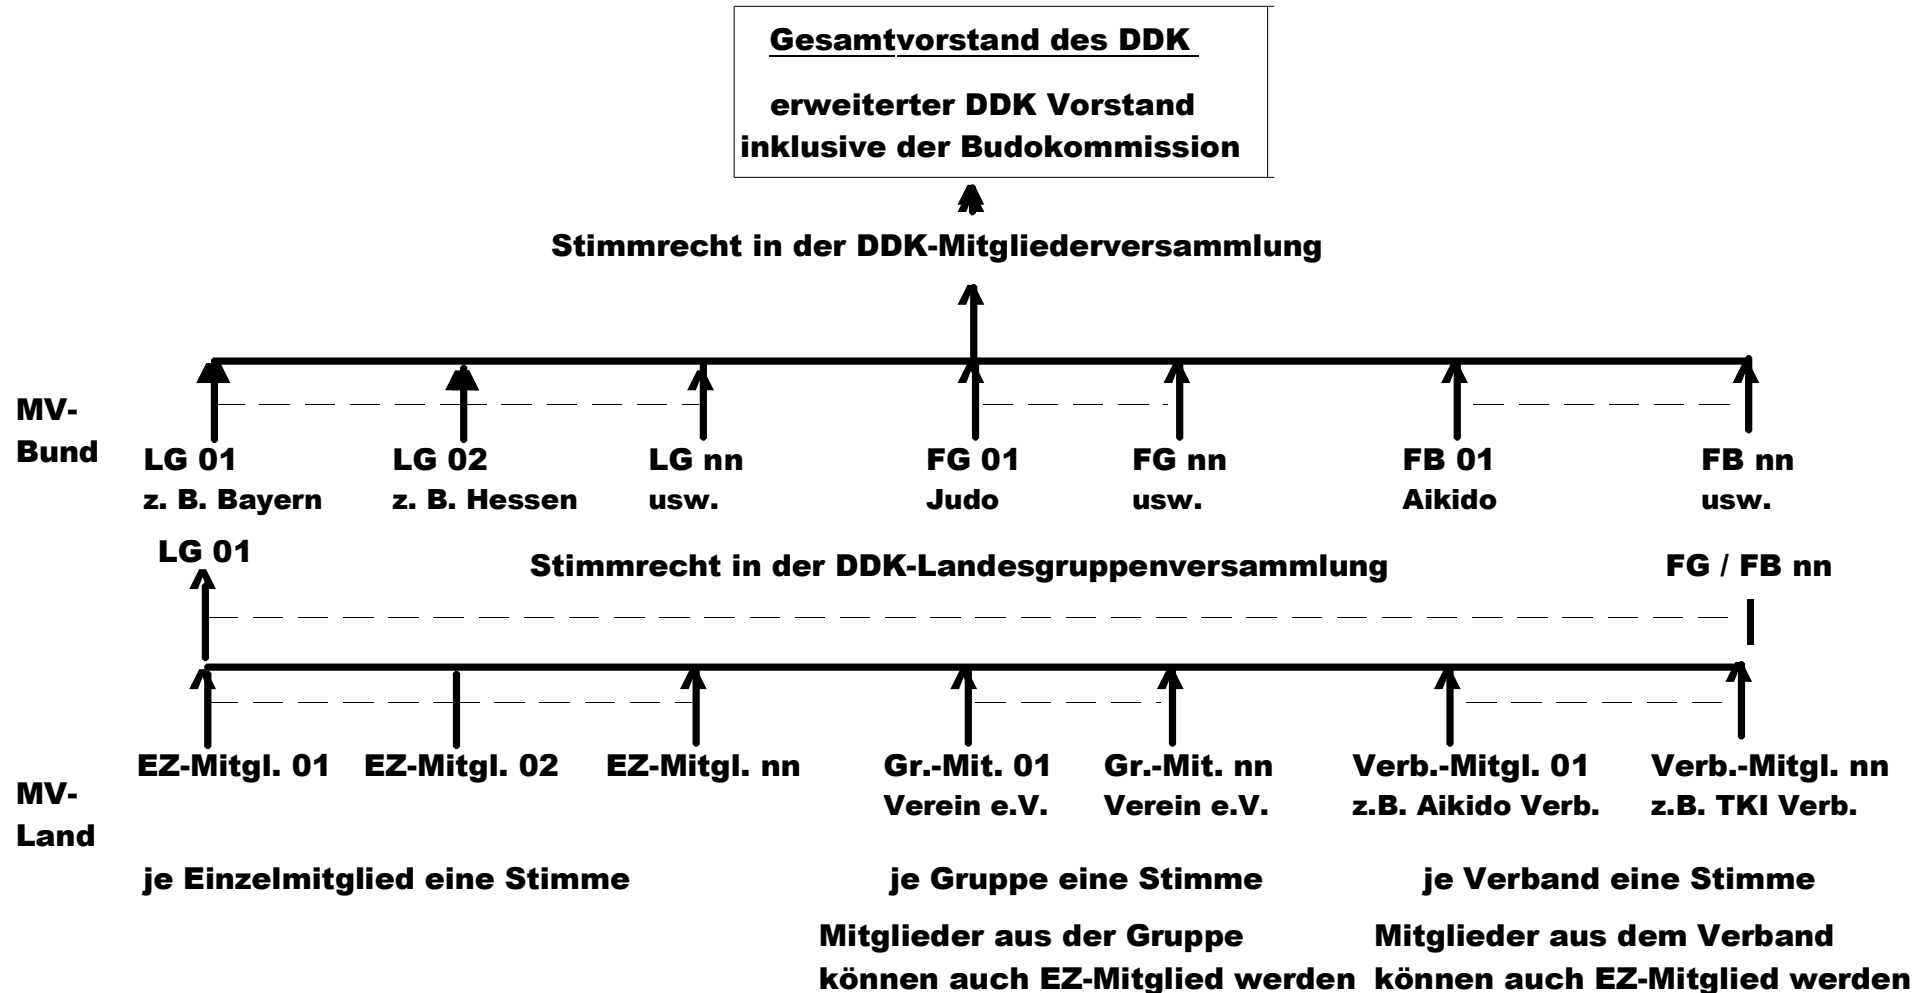 Gesamtvorstand des DDK
erweiterter DDK Vorstand
inklusive der Budokommission
Stimmrecht in der DDK-Mitgliederversammlung
MV-
Bund
LG 01 LG 02 LG nn FG 01 FG nn FB 01 FB nn
z. B. Bayern z. B. Hessen usw. Judo usw. Aikido usw.
LG 01 Stimmrecht in der DDK-Landesgruppenversammlung FG / FB nn
EZ-Mitgl. 01 EZ-Mitgl. 02 EZ-Mitgl. nn Gr.-Mit. 01 Gr.-Mit. nn Verb.-Mitgl. 01 Verb.-Mitgl. nn
Verein e.V. Verein e.V. z.B. Aikido Verb. z.B. TKI Verb.
MV-
Land
je Einzelmitglied eine Stimme je Gruppe eine Stimme je Verband eine Stimme
Mitglieder aus der Gruppe Mitglieder aus dem Verband
können auch EZ-Mitglied werden können auch EZ-Mitglied werden